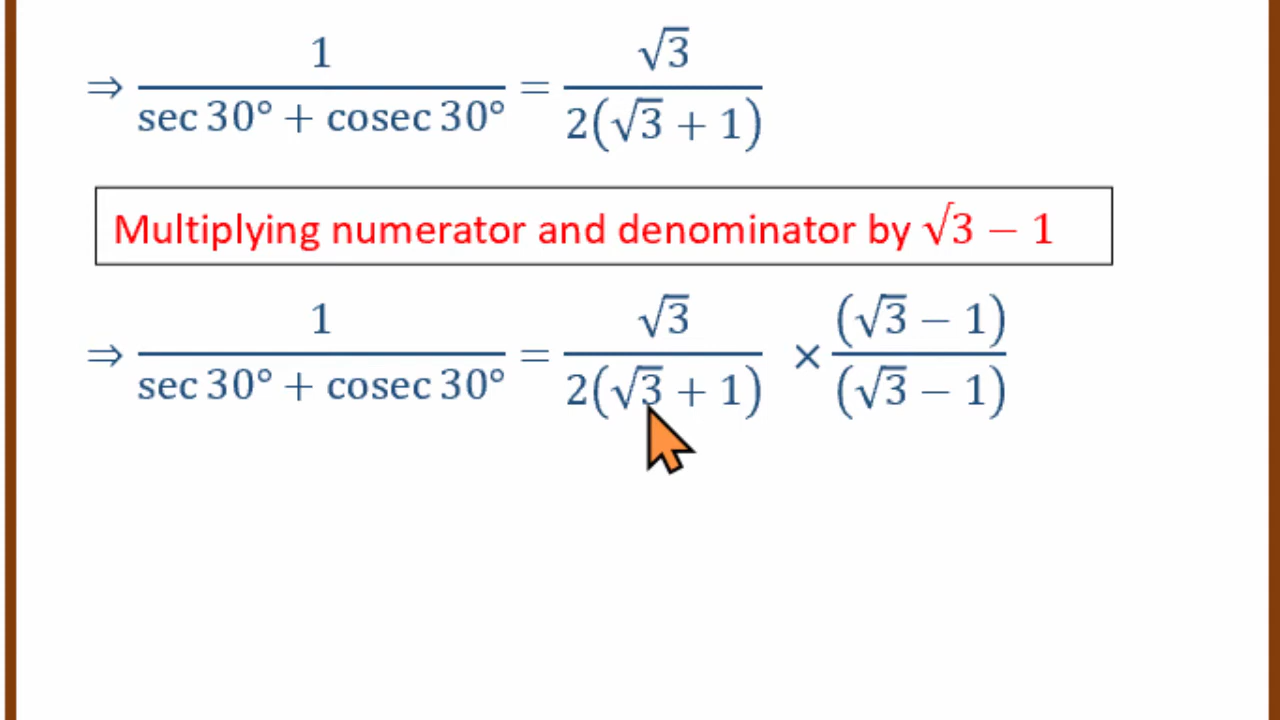 ⇒ 1/(sec 30° + cosec 30°) = √3/(2(√3 + 1))
Multiplying numerator and denominator by √3 − 1
⇒ 1/(sec 30° + cosec 30°) = √3/(2(√3 + 1)) × (√3 − 1)/(√3 − 1)